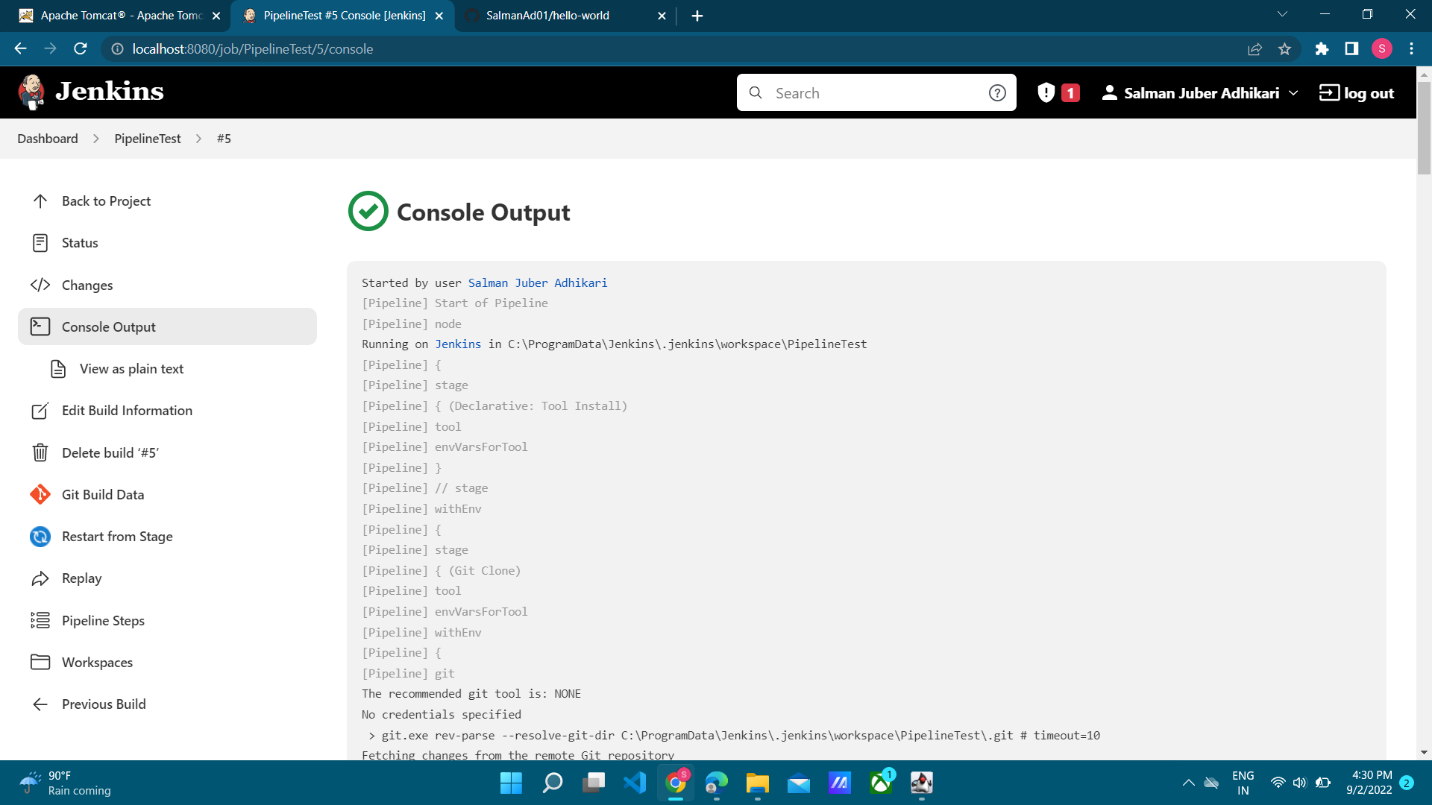 Apache Tomcat® - Apache Tomc
PipelineTest #5 Console [Jenkins]
SalmanAd01/hello-world
localhost:8080/job/PipelineTest/5/console
S
Jenkins
Search
1
Salman Juber Adhikari
log out
Dashboard
PipelineTest
#5
Back to Project
Status
Changes
Console Output
View as plain text
Edit Build Information
Delete build ‘#5’
Git Build Data
Restart from Stage
Replay
Pipeline Steps
Workspaces
Previous Build
Console Output
Started by user Salman Juber Adhikari
[Pipeline] Start of Pipeline
[Pipeline] node
Running on Jenkins in C:\ProgramData\Jenkins\.jenkins\workspace\PipelineTest
[Pipeline] {
[Pipeline] stage
[Pipeline] { (Declarative: Tool Install)
[Pipeline] tool
[Pipeline] envVarsForTool
[Pipeline] }
[Pipeline] // stage
[Pipeline] withEnv
[Pipeline] {
[Pipeline] stage
[Pipeline] { (Git Clone)
[Pipeline] tool
[Pipeline] envVarsForTool
[Pipeline] withEnv
[Pipeline] {
[Pipeline] git
The recommended git tool is: NONE
No credentials specified
> git.exe rev-parse --resolve-git-dir C:\ProgramData\Jenkins\.jenkins\workspace\PipelineTest\.git # timeout=10
Fetching changes from the remote Git repository
90°F
Rain coming
S
1
ENG
IN
4:30 PM
9/2/2022
2